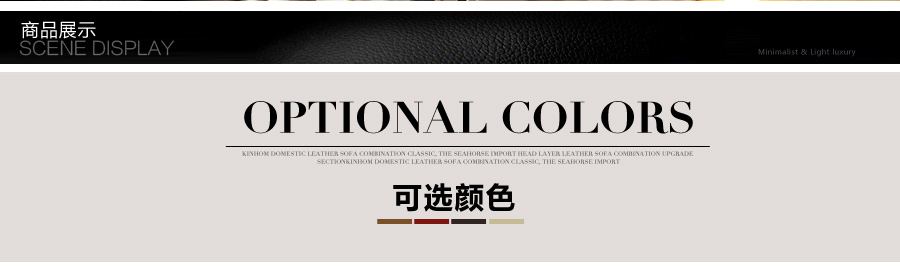 商品展示
SCENE DISPLAY
Minimalist & Light luxury
OPTIONAL COLORS
KINHOM DOMESTIC LEATHER SOFA COMBINATION CLASSIC, THE SEAHORSE IMPORT HEAD LAYER LEATHER SOFA COMBINATION UPGRADE
SECTIONKINHOM DOMESTIC LEATHER SOFA COMBINATION CLASSIC, THE SEAHORSE IMPORT
可选颜色